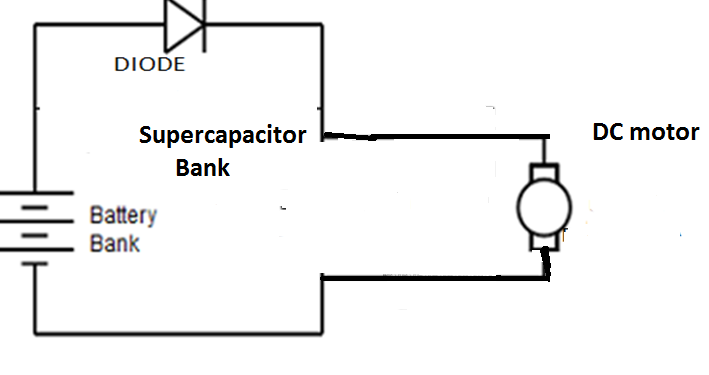 DIODE
Supercapacitor
Bank
DC motor
Battery
Bank